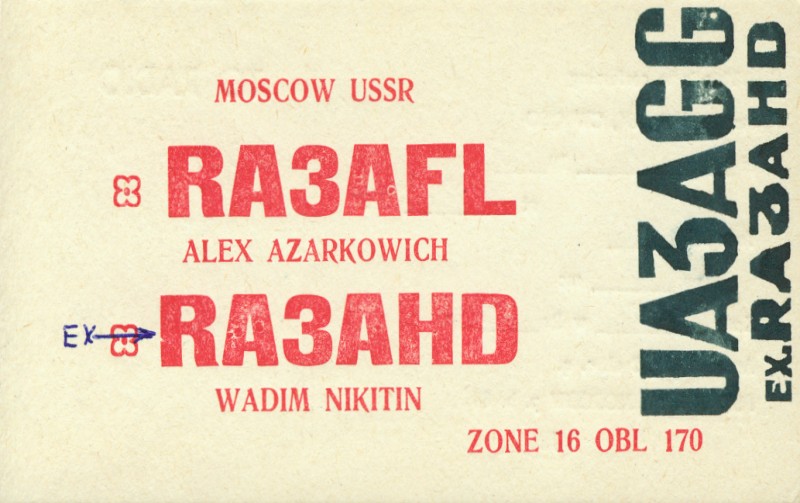 MOSCOW USSR
RA3AFL
ALEX AZARKOWICH
EX → RA3AHD
WADIM NIKITIN
ZONE 16 OBL 170
UA3AGG
EX.RA3AHD